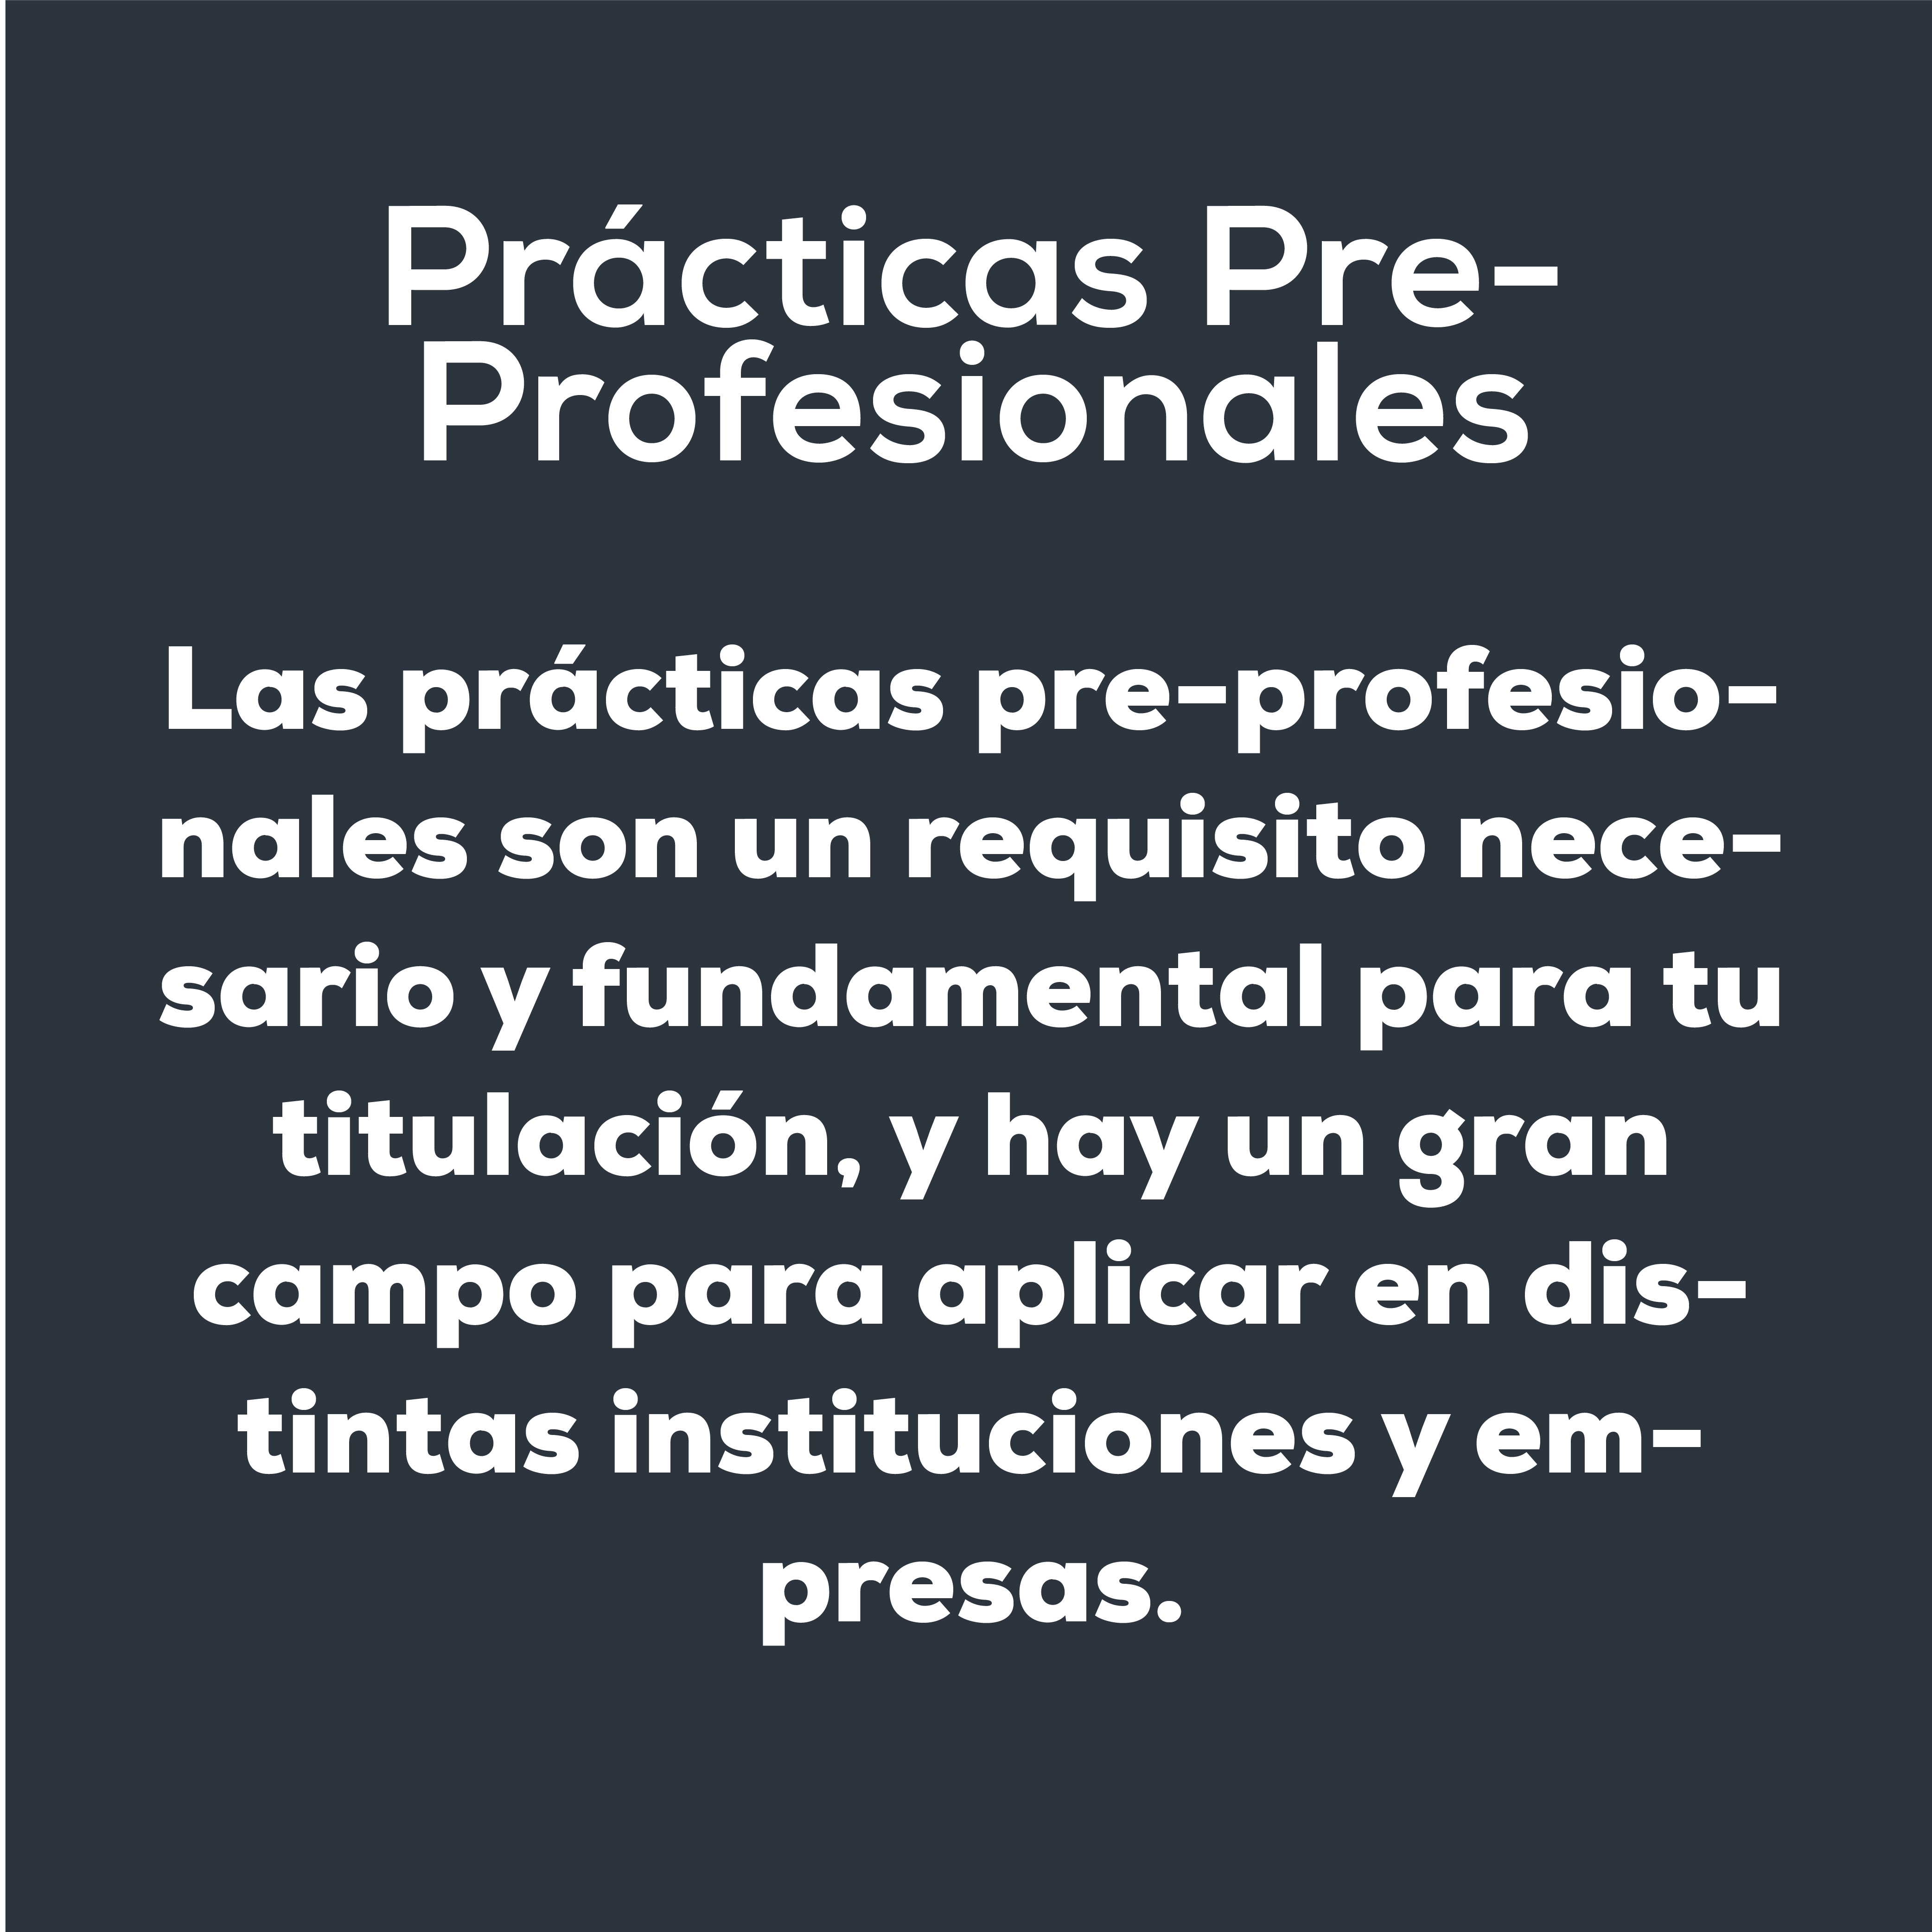 Prácticas Pre-
Profesionales
Las prácticas pre-profesio-
nales son un requisito nece-
sario y fundamental para tu
titulación, y hay un gran
campo para aplicar en dis-
tintas instituciones y em-
presas.